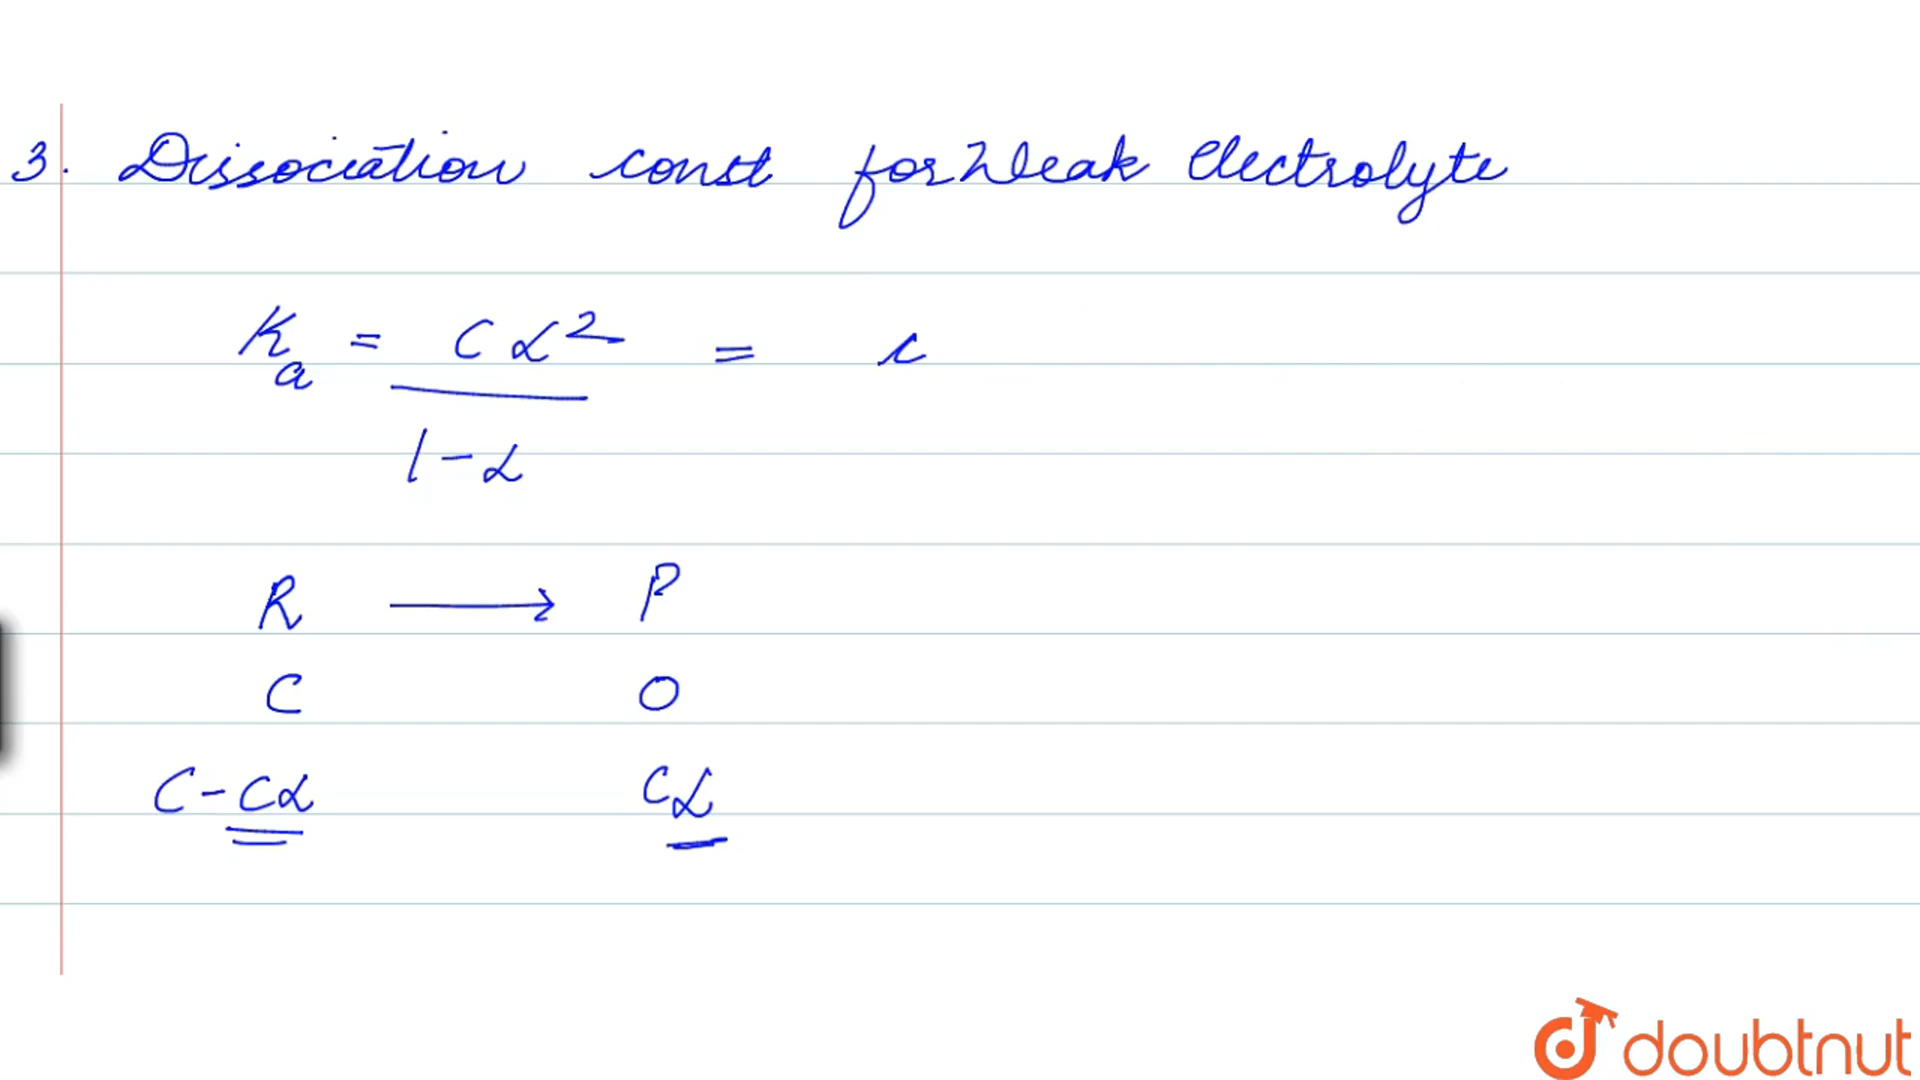 3. Dissociation const for Weak Electrolyte
Ka = Cα² = c
1-α
R → P
C 0
C-Cα Cα
doubtnut